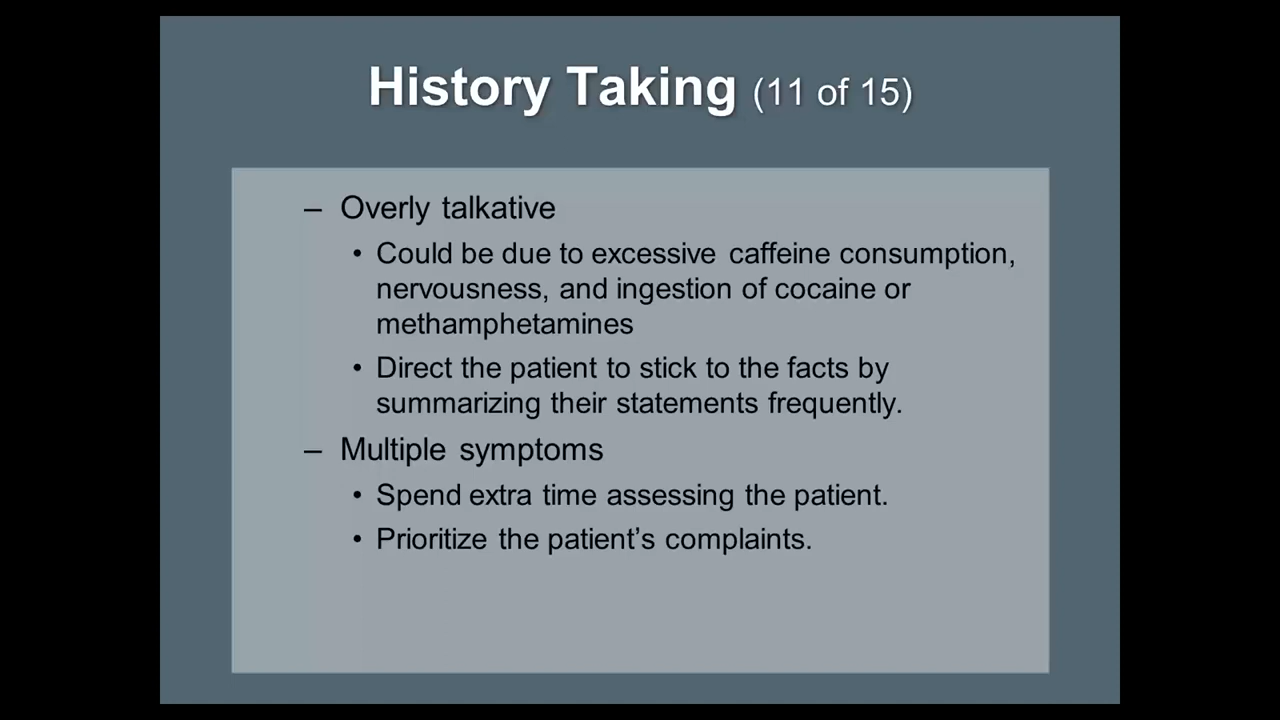 History Taking (11 of 15)
– Overly talkative
• Could be due to excessive caffeine consumption,
nervousness, and ingestion of cocaine or
methamphetamines
• Direct the patient to stick to the facts by
summarizing their statements frequently.
– Multiple symptoms
• Spend extra time assessing the patient.
• Prioritize the patient’s complaints.